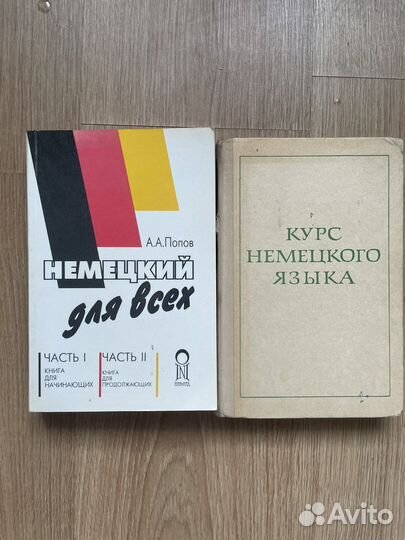 А.А.Попов
НЕМЕЦКИЙ
для всех
ЧАСТЬ I
КНИГА
ДЛЯ
НАЧИНАЮЩИХ
ЧАСТЬ II
КНИГА
ДЛЯ
ПРОДОЛЖАЮЩИХ
КУРС
НЕМЕЦКОГО
ЯЗЫКА
Avito